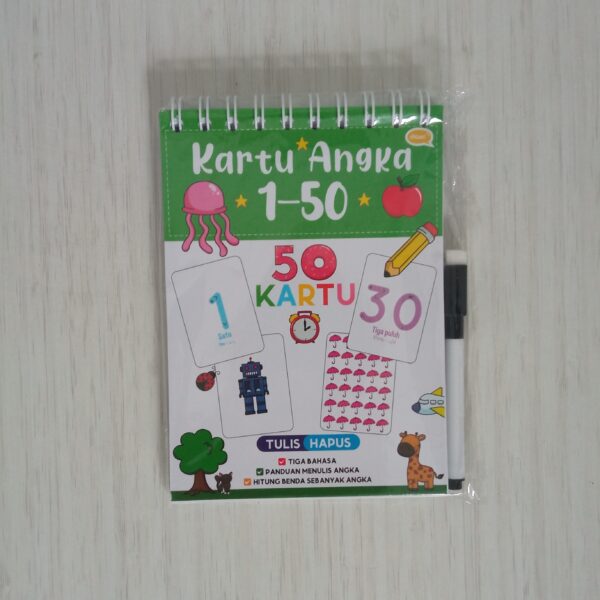 Kartu Angka
1-50
50
KARTU
1
Satu
30
Tiga puluh
TULIS HAPUS
TIGA BAHASA
PANDUAN MENULIS ANGKA
HITUNG BENDA SEBANYAK ANGKA